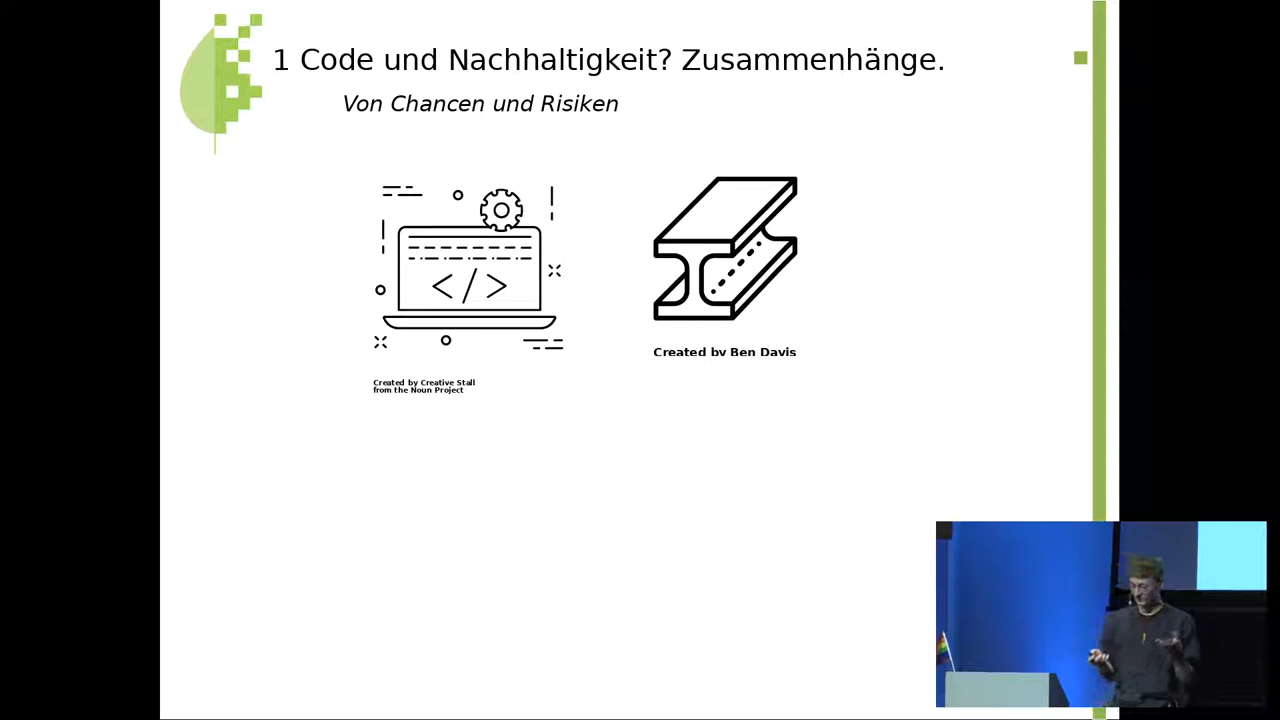 1 Code und Nachhaltigkeit? Zusammenhänge.
Von Chancen und Risiken
</>
Created by Ben Davis
Created by Creative Stall
from the Noun Project